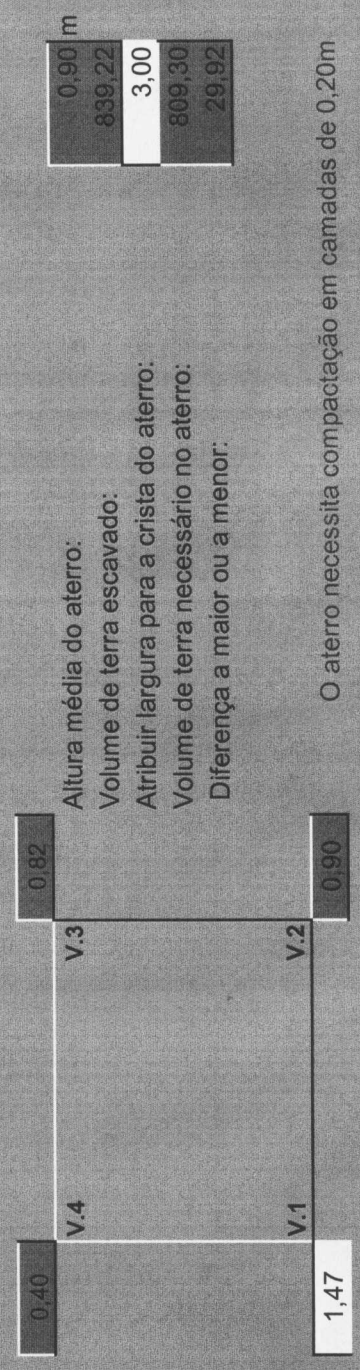 0,40
0,82
V.4
V.3
V.1
V.2
1,47
0,90
Altura média do aterro: 0,90 m
Volume de terra escavado: 839,22
Atribuir largura para a crista do aterro: 3,00
Volume de terra necessário no aterro: 809,30
Diferença a maior ou a menor: 29,92
O aterro necessita compactação em camadas de 0,20m